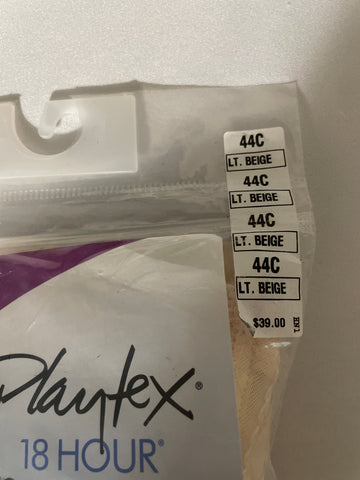 44C
LT. BEIGE
44C
LT. BEIGE
44C
LT. BEIGE
44C
LT. BEIGE
$39.00
Playtex®
18 HOUR®